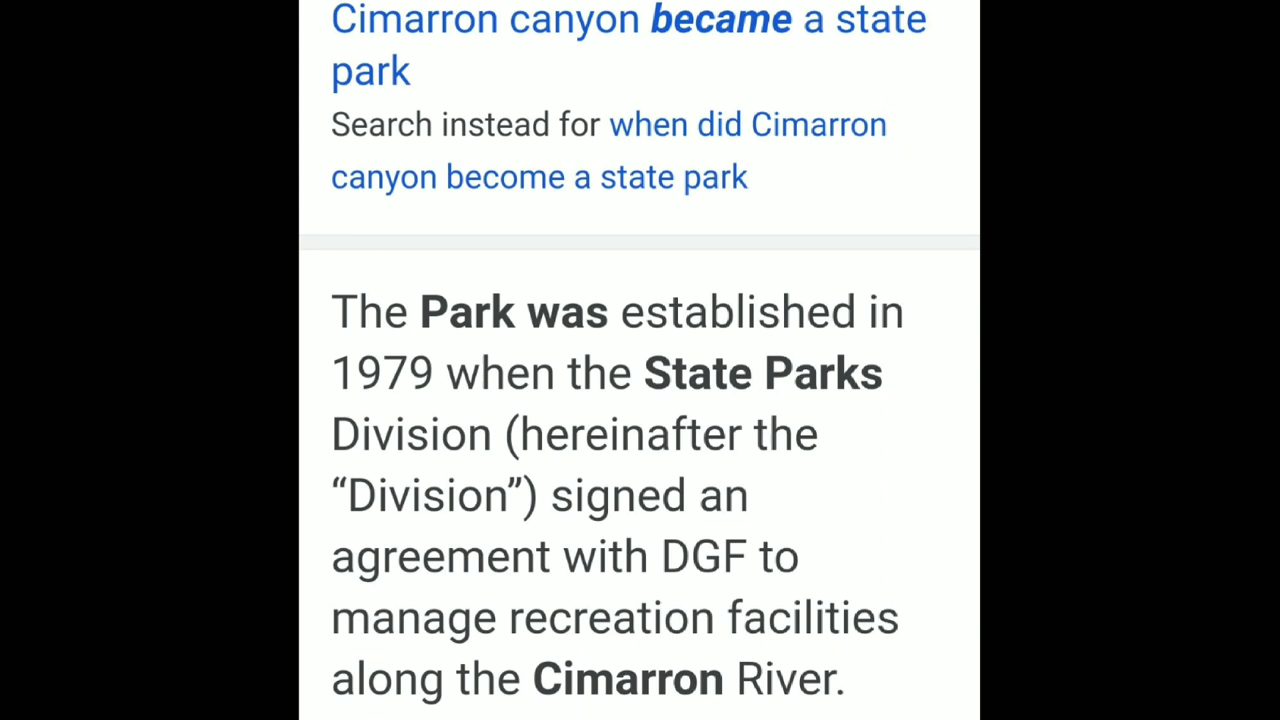 Cimarron canyon became a state
park
Search instead for when did Cimarron
canyon become a state park
The Park was established in
1979 when the State Parks
Division (hereinafter the
“Division”) signed an
agreement with DGF to
manage recreation facilities
along the Cimarron River.